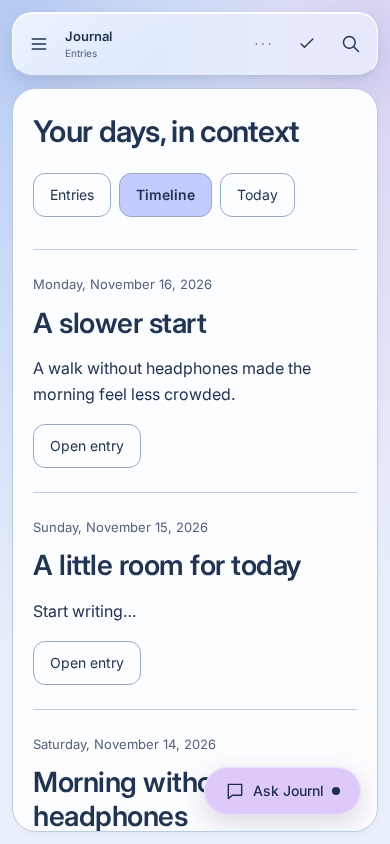 Journal
Entries
Your days, in context
Entries Timeline Today
Monday, November 16, 2026
A slower start
A walk without headphones made the
morning feel less crowded.
Open entry
Sunday, November 15, 2026
A little room for today
Start writing...
Open entry
Saturday, November 14, 2026
Morning
headphones
Ask Journl